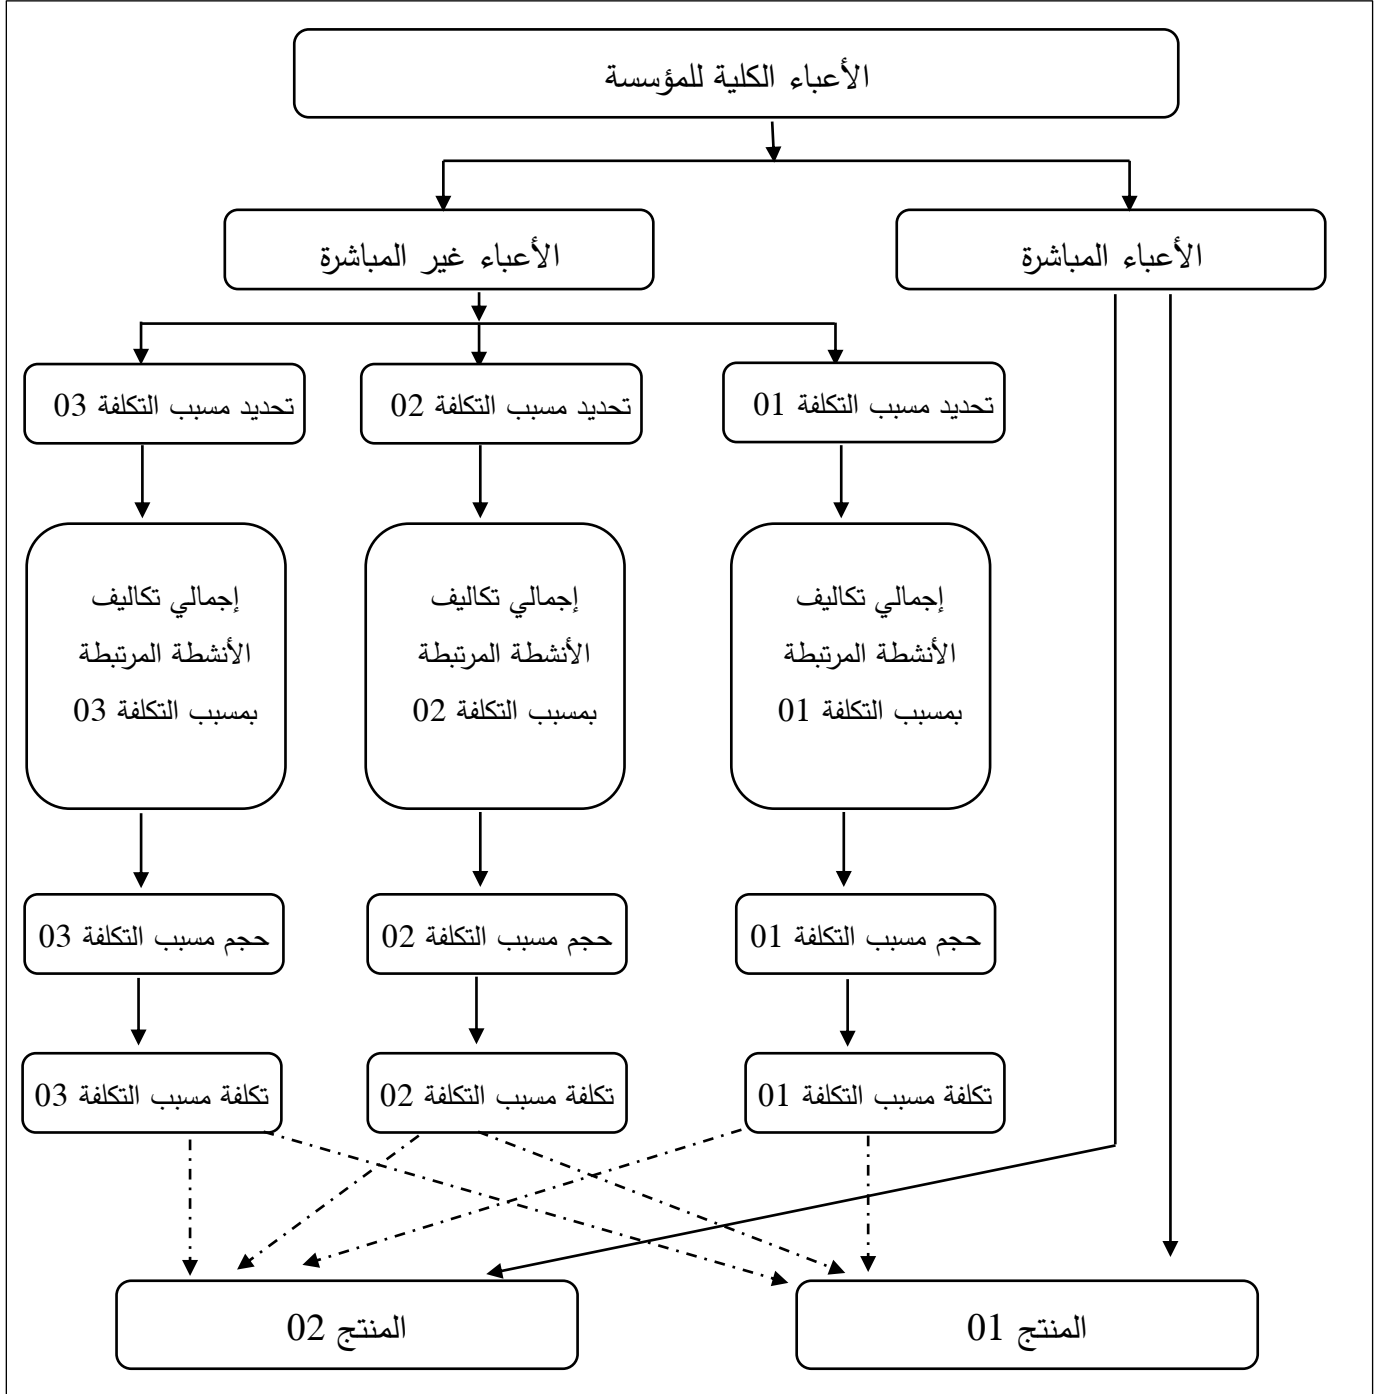 الأعباء الكلية للمؤسسة
الأعباء المباشرة
الأعباء غير المباشرة
تحديد مسبب التكلفة 01
تحديد مسبب التكلفة 02
تحديد مسبب التكلفة 03
إجمالي تكاليف
الأنشطة المرتبطة
بمسبب التكلفة 01
إجمالي تكاليف
الأنشطة المرتبطة
بمسبب التكلفة 02
إجمالي تكاليف
الأنشطة المرتبطة
بمسبب التكلفة 03
حجم مسبب التكلفة 01
حجم مسبب التكلفة 02
حجم مسبب التكلفة 03
تكلفة مسبب التكلفة 01
تكلفة مسبب التكلفة 02
تكلفة مسبب التكلفة 03
المنتج 01
المنتج 02